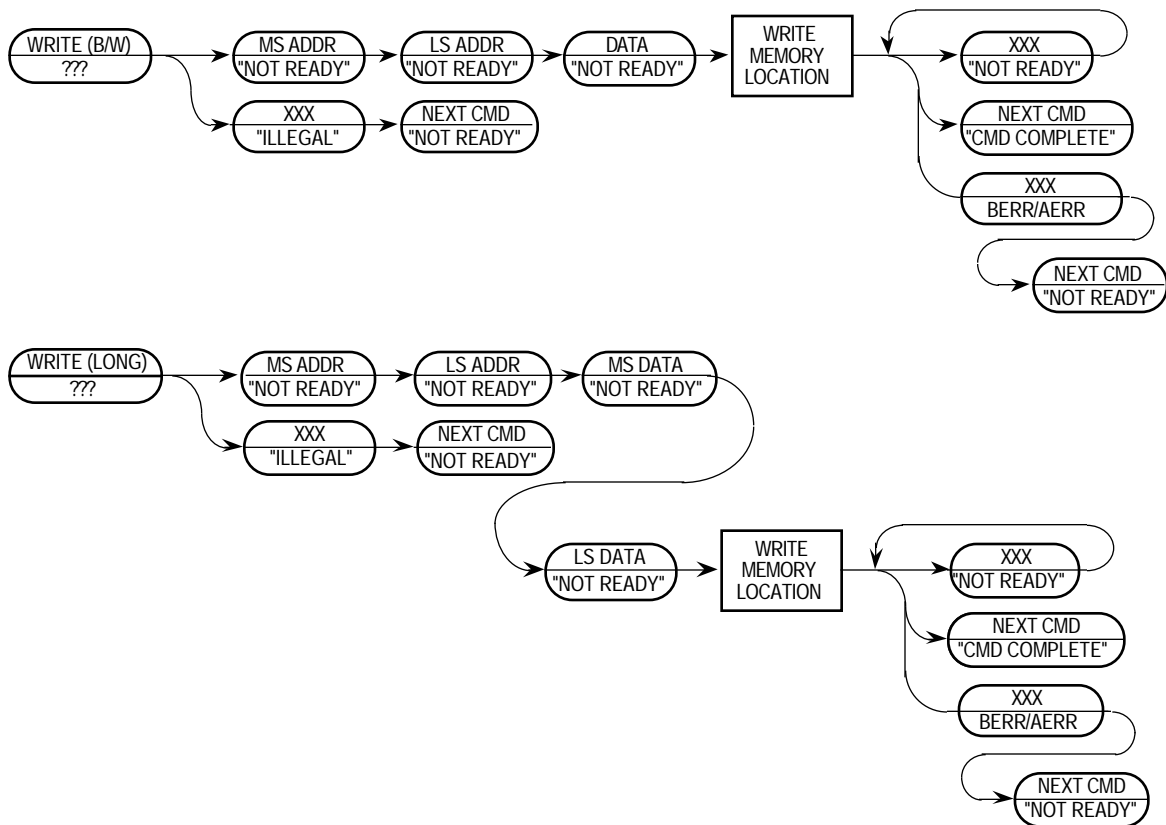 WRITE (B/W)
???
MS ADDR
"NOT READY"
LS ADDR
"NOT READY"
DATA
"NOT READY"
WRITE
MEMORY
LOCATION
XXX
"NOT READY"
XXX
"ILLEGAL"
NEXT CMD
"NOT READY"
NEXT CMD
"CMD COMPLETE"
XXX
BERR/AERR
NEXT CMD
"NOT READY"
WRITE (LONG)
???
MS ADDR
"NOT READY"
LS ADDR
"NOT READY"
MS DATA
"NOT READY"
XXX
"ILLEGAL"
NEXT CMD
"NOT READY"
LS DATA
"NOT READY"
WRITE
MEMORY
LOCATION
XXX
"NOT READY"
NEXT CMD
"CMD COMPLETE"
XXX
BERR/AERR
NEXT CMD
"NOT READY"